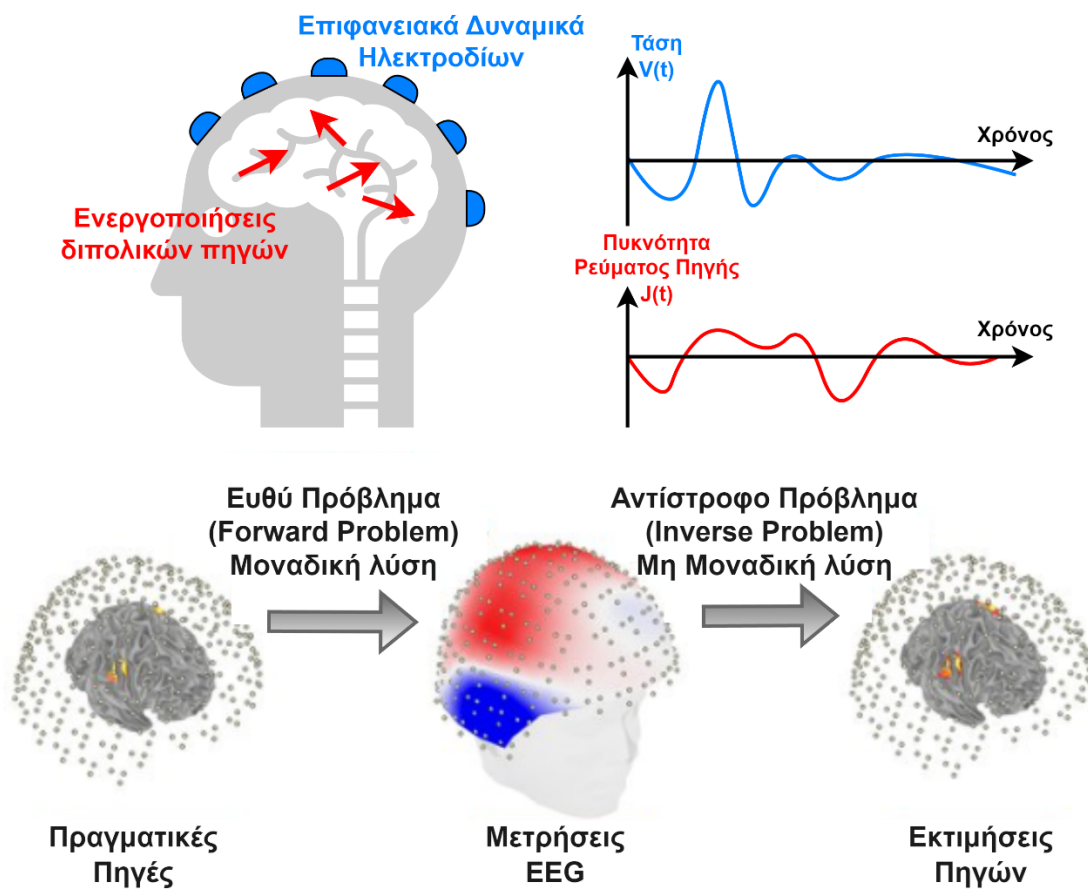 Επιφανειακά Δυναμικά
Ηλεκτροδίων
Ενεργοποιήσεις
διπολικών πηγών
Τάση
V(t)
Χρόνος
Πυκνότητα
Ρεύματος Πηγής
J(t)
Χρόνος
Ευθύ Πρόβλημα
(Forward Problem)
Μοναδική λύση
Αντίστροφο Πρόβλημα
(Inverse Problem)
Μη Μοναδική λύση
Πραγματικές
Πηγές
Μετρήσεις
EEG
Εκτιμήσεις
Πηγών